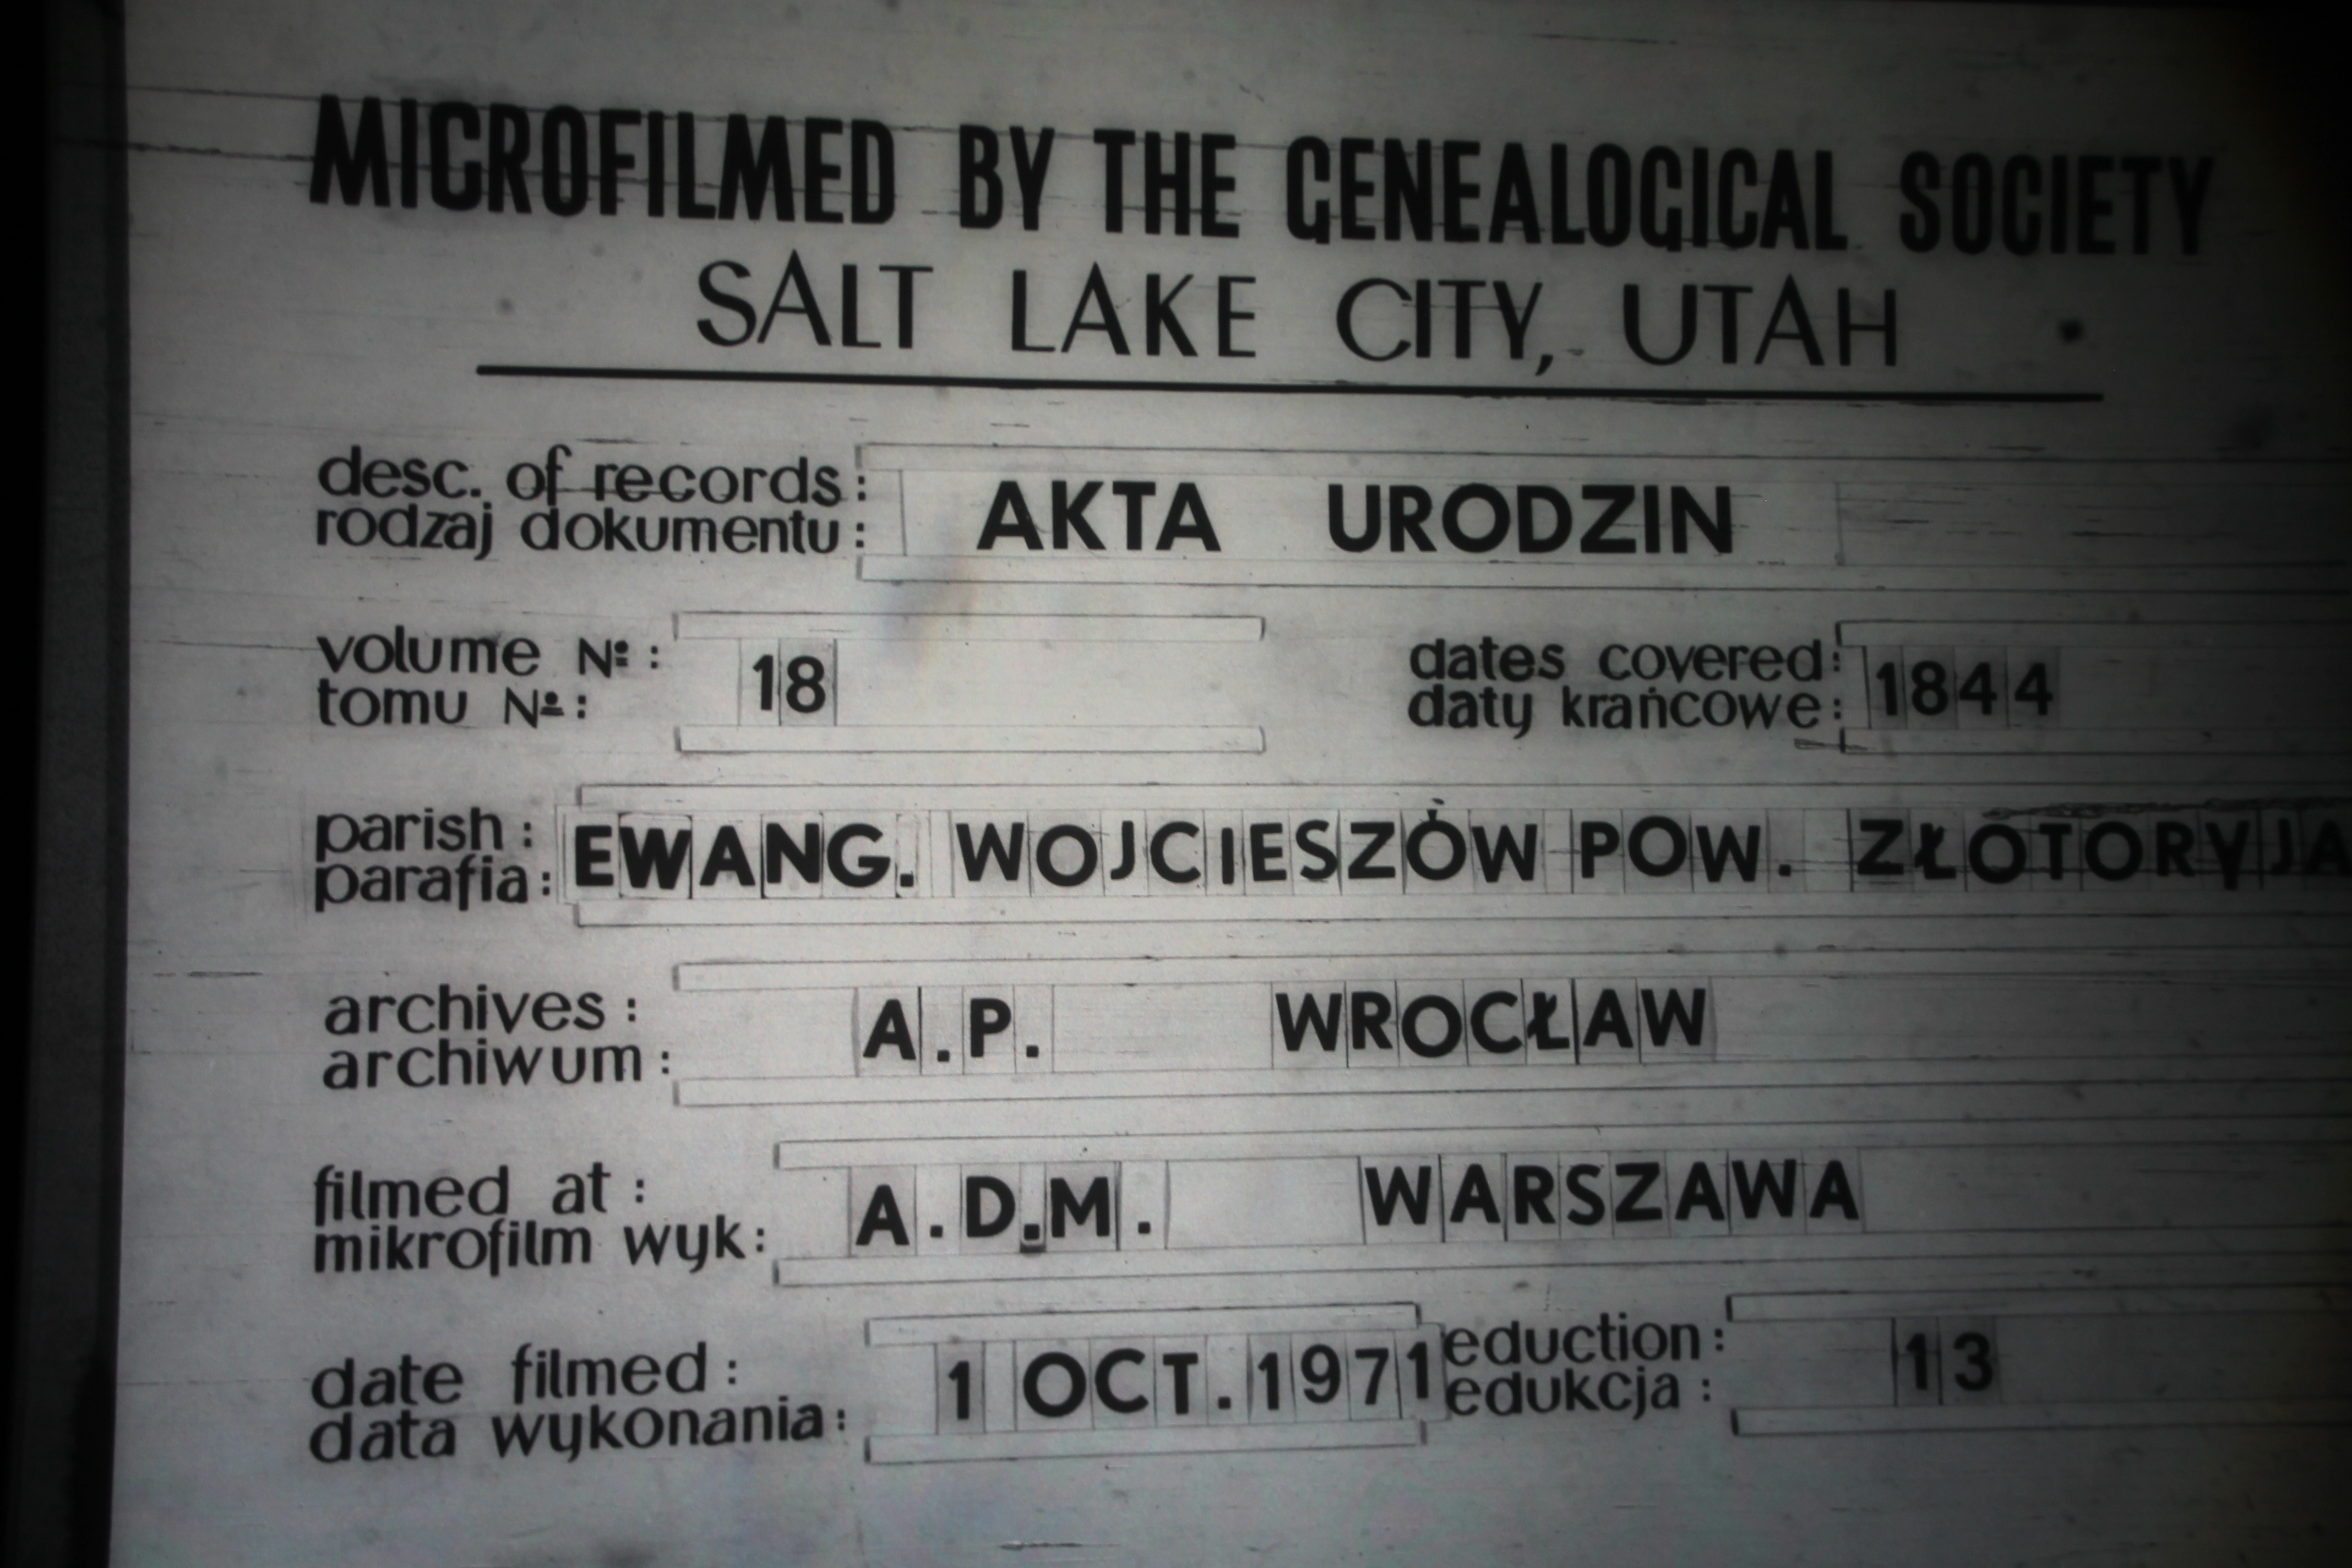 MICROFILMED BY THE GENEALOGICAL SOCIETY
SALT LAKE CITY, UTAH
desc. of records:
rodzaj dokumentu:
AKTA URODZIN
volume Nº:
tomu Nº:
18
dates covered:
daty krańcowe:
1844
parish:
parafia:
EWANG. WOJCIESZÓW POW. ZŁOTORYJA
archives:
archiwum:
A.P. WROCŁAW
filmed at:
mikrofilm wyk:
A.D.M. WARSZAWA
date filmed:
data wykonania:
1 OCT. 1971
eduction:
edukcja:
13